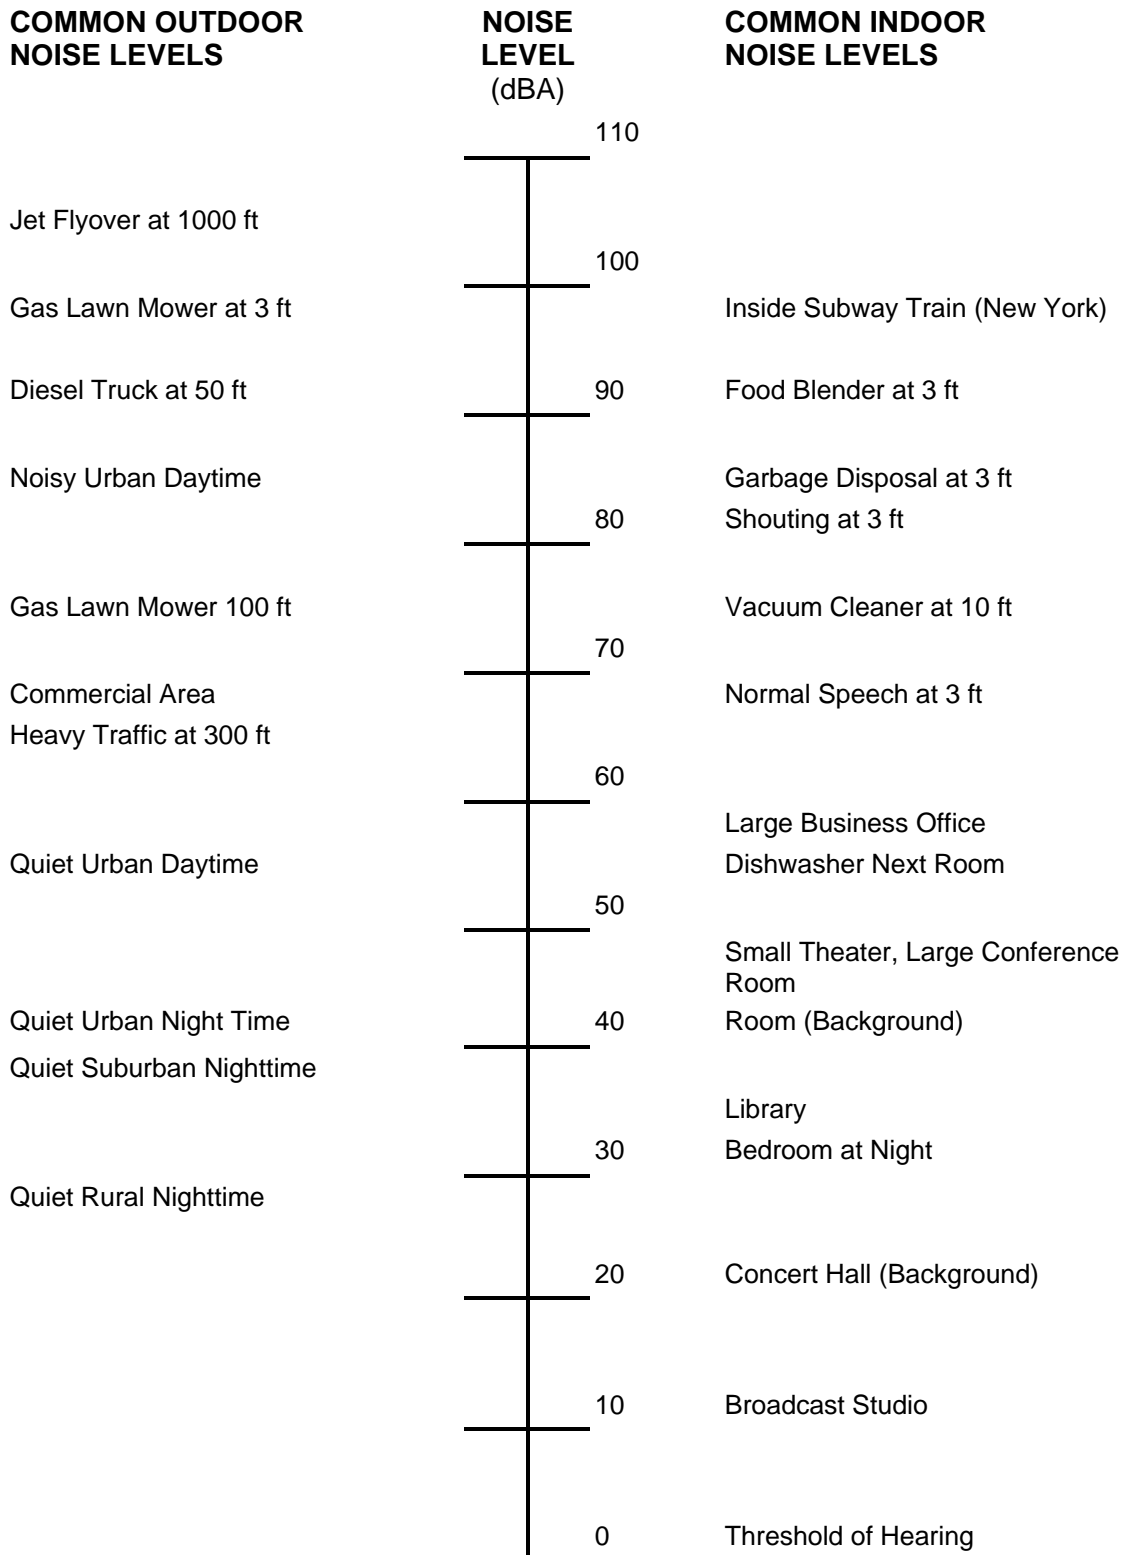 COMMON OUTDOOR NOISE COMMON INDOOR
NOISE LEVELS LEVEL NOISE LEVELS
(dBA)
110
Jet Flyover at 1000 ft
100
Gas Lawn Mower at 3 ft Inside Subway Train (New York)
Diesel Truck at 50 ft 90 Food Blender at 3 ft
Noisy Urban Daytime Garbage Disposal at 3 ft
80 Shouting at 3 ft
Gas Lawn Mower 100 ft Vacuum Cleaner at 10 ft
70
Commercial Area Normal Speech at 3 ft
Heavy Traffic at 300 ft
60
Large Business Office
Quiet Urban Daytime Dishwasher Next Room
50
Small Theater, Large Conference
Room
Quiet Urban Night Time 40 Room (Background)
Quiet Suburban Nighttime
Library
30 Bedroom at Night
Quiet Rural Nighttime
20 Concert Hall (Background)
10 Broadcast Studio
0 Threshold of Hearing